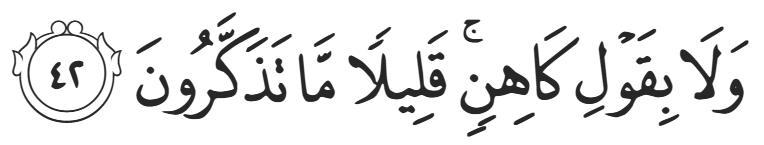 وَلَا بِقَوْلِ كَاهِنٍ ۚ قَلِيلًا مَّا تَذَكَّرُونَ ٤٢